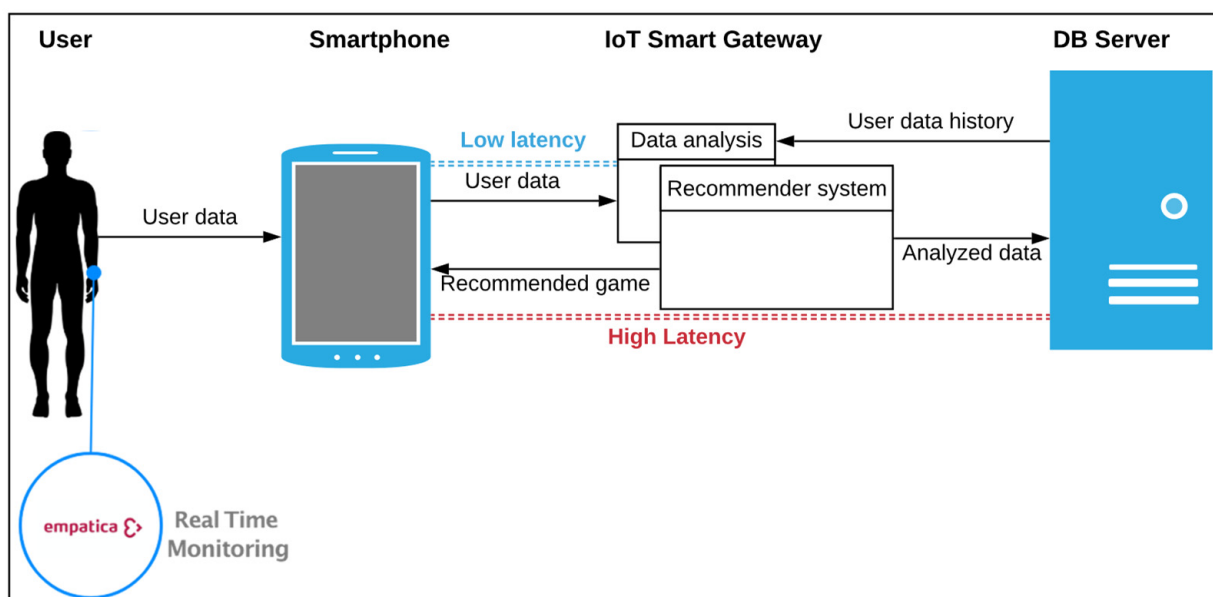 User
Smartphone
IoT Smart Gateway
DB Server
User data history
Data analysis
Low latency
User data
Recommender system
User data
Analyzed data
Recommended game
High Latency
empatica
Real Time
Monitoring